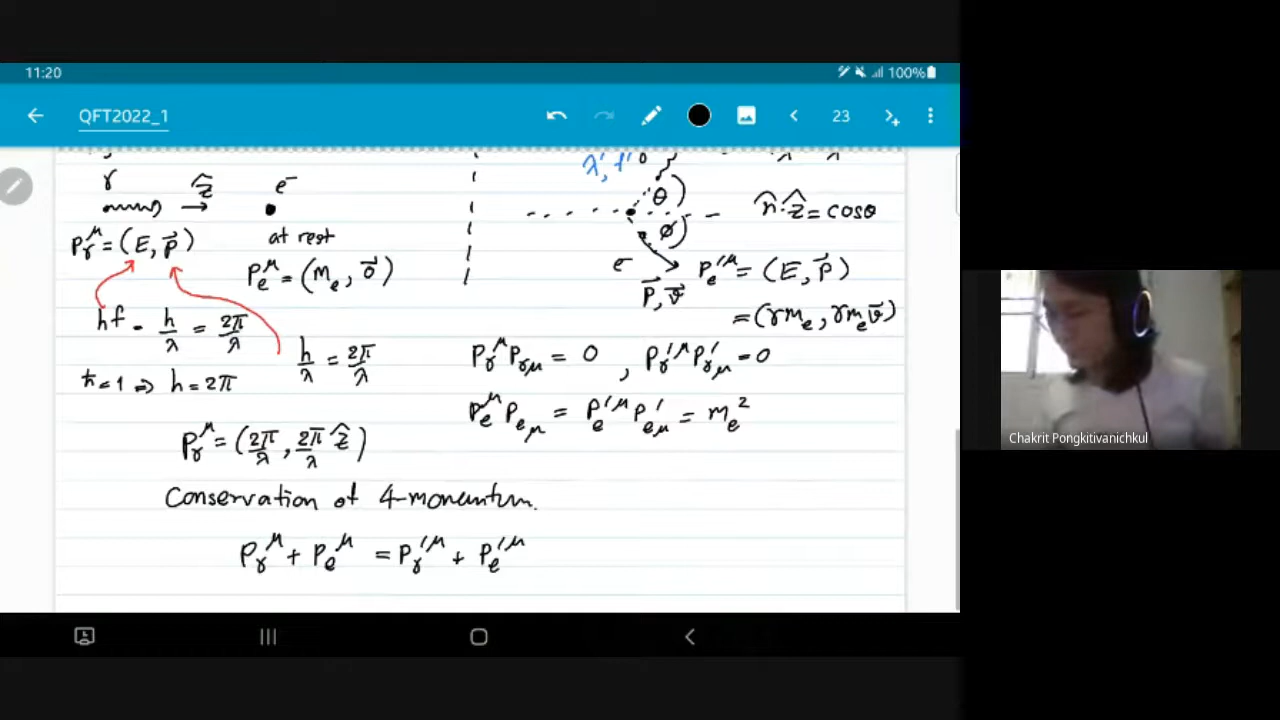 11:20
100%
QFT2022_1
23
λ', f'
γ
ẑ
e⁻
θ
n̂·ẑ = cosθ
φ
P_γ^μ = (E, p⃗)
at rest
P_e^μ = (m_e, 0⃗)
e
p⃗, v⃗
P_e'^μ = (E, p⃗)
= (γm_e, γm_e v⃗)
hf = h/λ = 2π/λ
h/λ = 2π/λ
ħ=1 ⇒ h = 2π
P_γ^μ P_γμ = 0 , P_γ'^μ P'_γμ = 0
P_e^μ P_eμ = P_e'^μ P'_eμ = m_e²
P_γ^μ = (2π/λ, 2π/λ ẑ)
Conservation of 4-momentum.
P_γ^μ + P_e^μ = P_γ'^μ + P_e'^μ
Chakrit Pongkitivanichkul